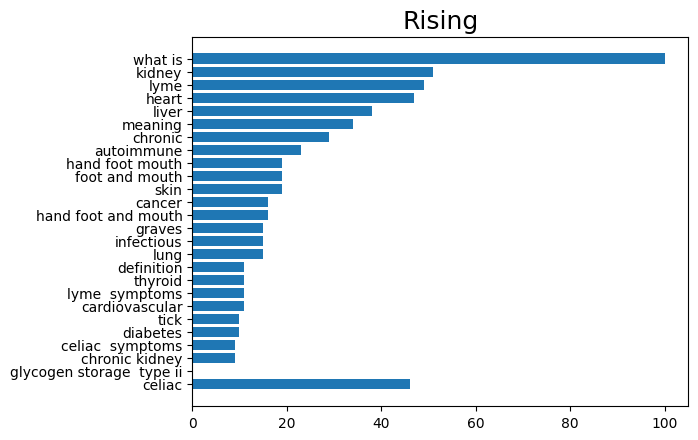 Rising
what is
kidney
lyme
heart
liver
meaning
chronic
autoimmune
hand foot mouth
foot and mouth
skin
cancer
hand foot and mouth
graves
infectious
lung
definition
thyroid
lyme  symptoms
cardiovascular
tick
diabetes
celiac  symptoms
chronic kidney
glycogen storage  type ii
celiac
0 20 40 60 80 100